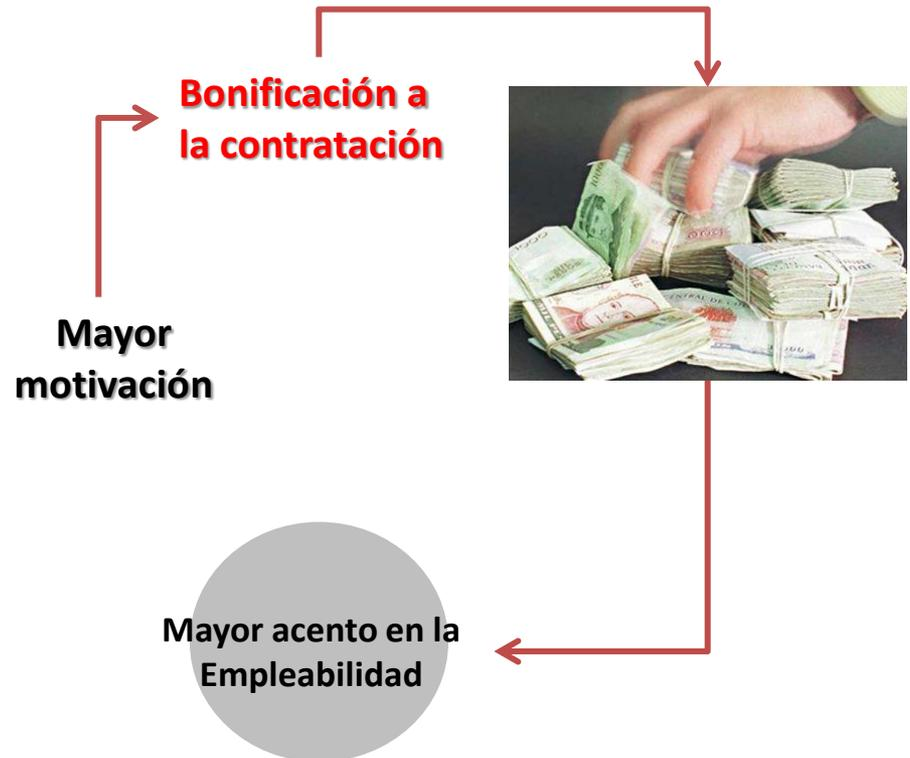 Bonificación a
la contratación
Mayor
motivación
Mayor acento en la
Empleabilidad